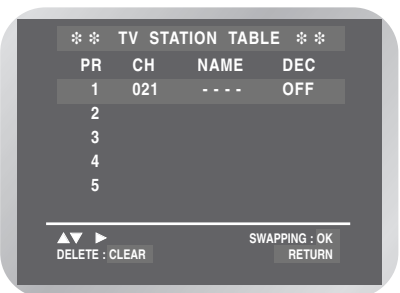 ❊ ❊ TV STATION TABLE ❊ ❊
PR CH NAME DEC
1 021 - - - - OFF
2
3
4
5
▲▼ ► SWAPPING : OK
DELETE : CLEAR RETURN